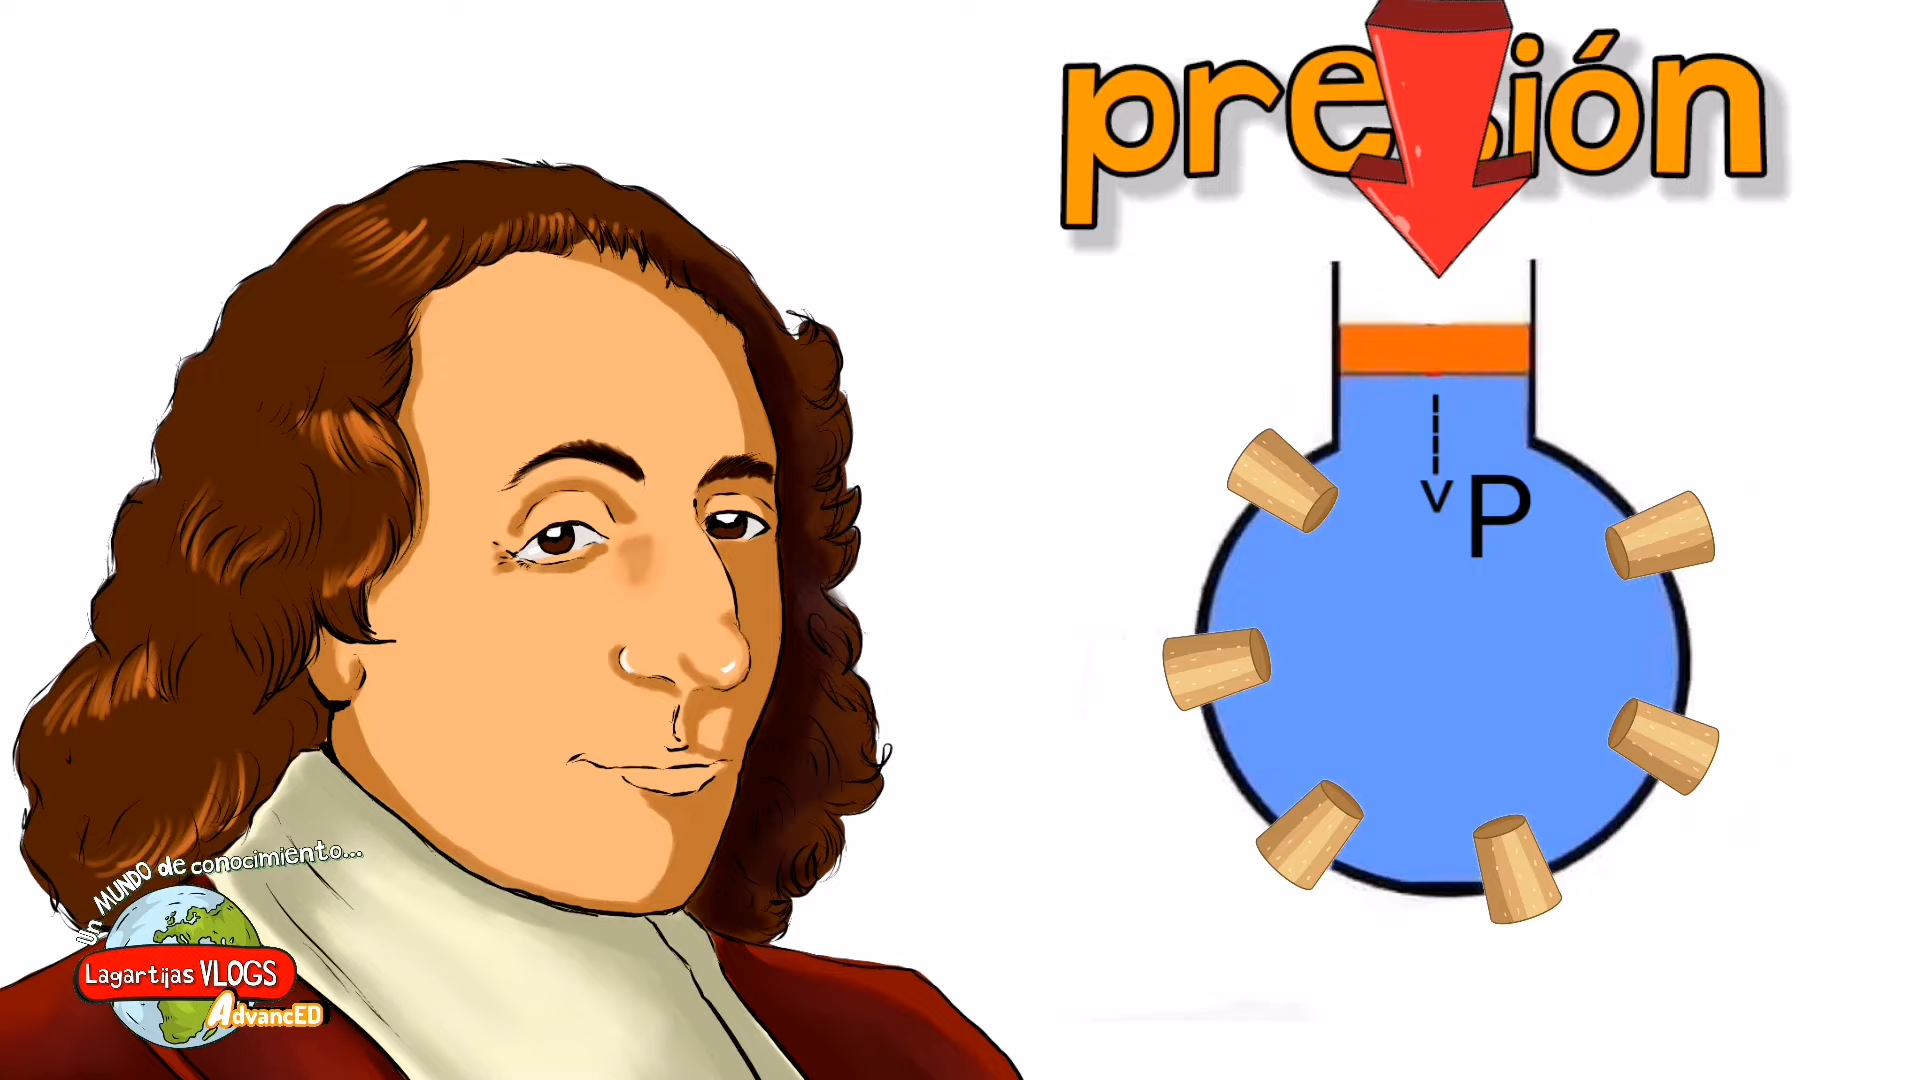 presión
P
un MUNDO de conocimiento...
Lagartijas VLOGS
AdvancED